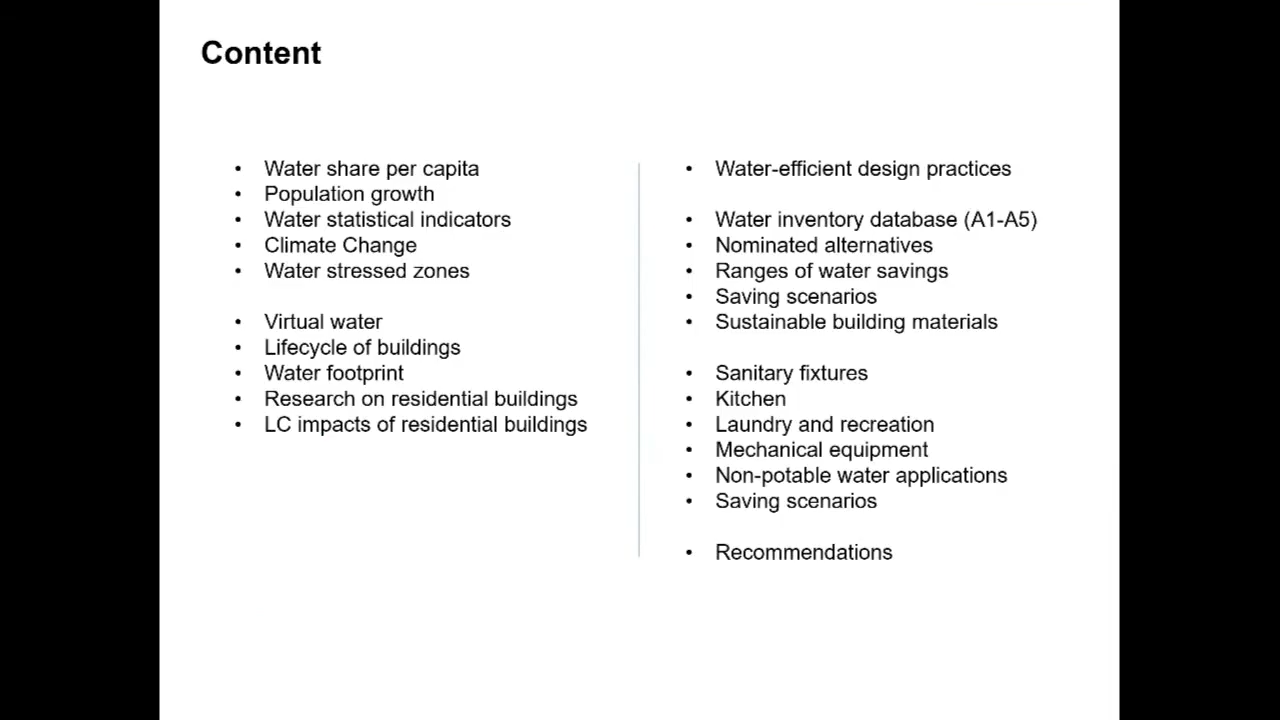 Content
• Water share per capita
• Population growth
• Water statistical indicators
• Climate Change
• Water stressed zones
• Virtual water
• Lifecycle of buildings
• Water footprint
• Research on residential buildings
• LC impacts of residential buildings
• Water-efficient design practices
• Water inventory database (A1-A5)
• Nominated alternatives
• Ranges of water savings
• Saving scenarios
• Sustainable building materials
• Sanitary fixtures
• Kitchen
• Laundry and recreation
• Mechanical equipment
• Non-potable water applications
• Saving scenarios
• Recommendations